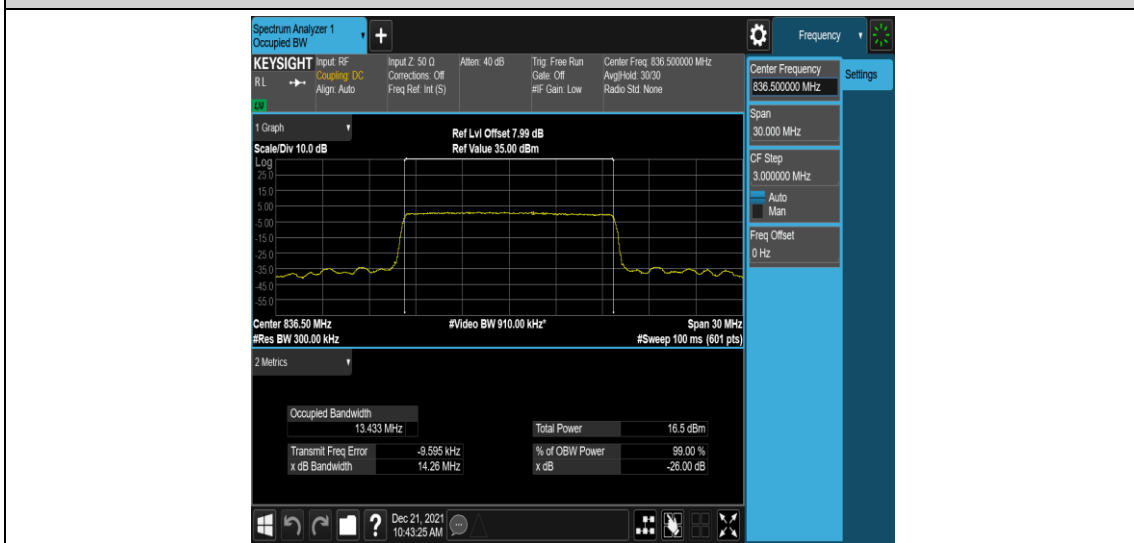 Spectrum Analyzer 1
Occupied BW
+
Frequency
KEYSIGHT
RL
Input: RF
Coupling: DC
Align: Auto
Input Z: 50 Ω
Corrections: Off
Freq Ref: Int (S)
Atten: 40 dB
Trig: Free Run
Gate: Off
#IF Gain: Low
Center Freq: 836.500000 MHz
Avg|Hold: 30/30
Radio Std: None
Center Frequency
836.500000 MHz
Settings
Span
30.000 MHz
CF Step
3.000000 MHz
Auto
Man
Freq Offset
0 Hz
1 Graph
Ref Lvl Offset 7.99 dB
Scale/Div 10.0 dB
Ref Value 35.00 dBm
Log
25.0
15.0
5.00
-5.00
-15.0
-25.0
-35.0
-45.0
-55.0
Center 836.50 MHz
#Video BW 910.00 kHz*
Span 30 MHz
#Res BW 300.00 kHz
#Sweep 100 ms (601 pts)
2 Metrics
Occupied Bandwidth
13.433 MHz
Total Power 16.5 dBm
Transmit Freq Error -9.595 kHz
% of OBW Power 99.00 %
x dB Bandwidth 14.26 MHz
x dB -26.00 dB
?
Dec 21, 2021
10:43:25 AM